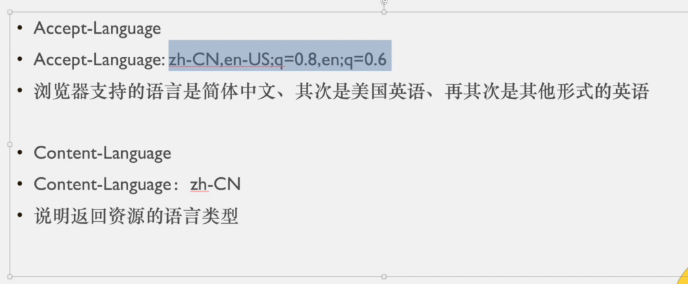 • Accept-Language
• Accept-Language: zh-CN,en-US;q=0.8,en;q=0.6
• 浏览器支持的语言是简体中文、其次是美国英语、再其次是其他形式的英语
• Content-Language
• Content-Language：zh-CN
• 说明返回资源的语言类型